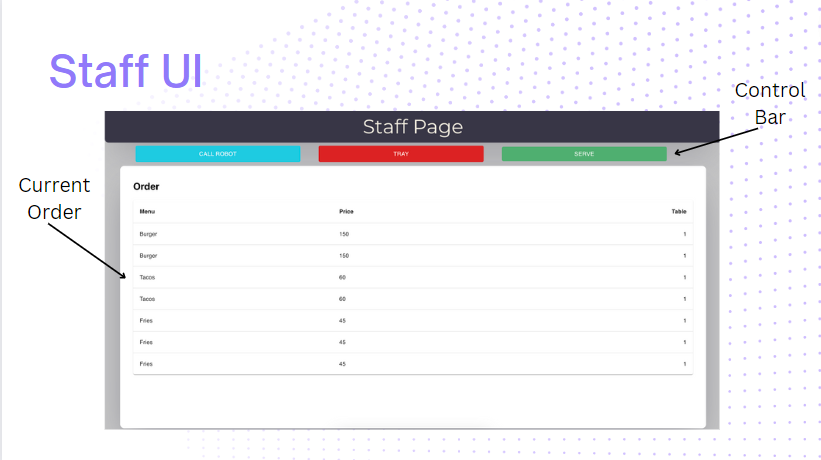 Staff UI
Control
Bar
Staff Page
CALL ROBOT TRAY SERVE
Current
Order
Order
Menu Price Table
Burger 150 1
Burger 150 1
Tacos 60 1
Tacos 60 1
Fries 45 1
Fries 45 1
Fries 45 1